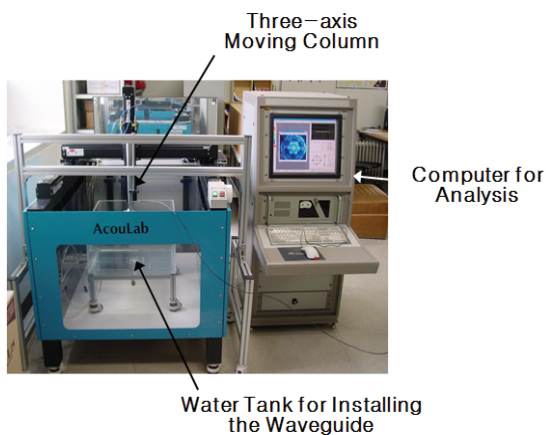 Three-axis
Moving Column
Computer for
Analysis
AcouLab
Water Tank for Installing
the Waveguide